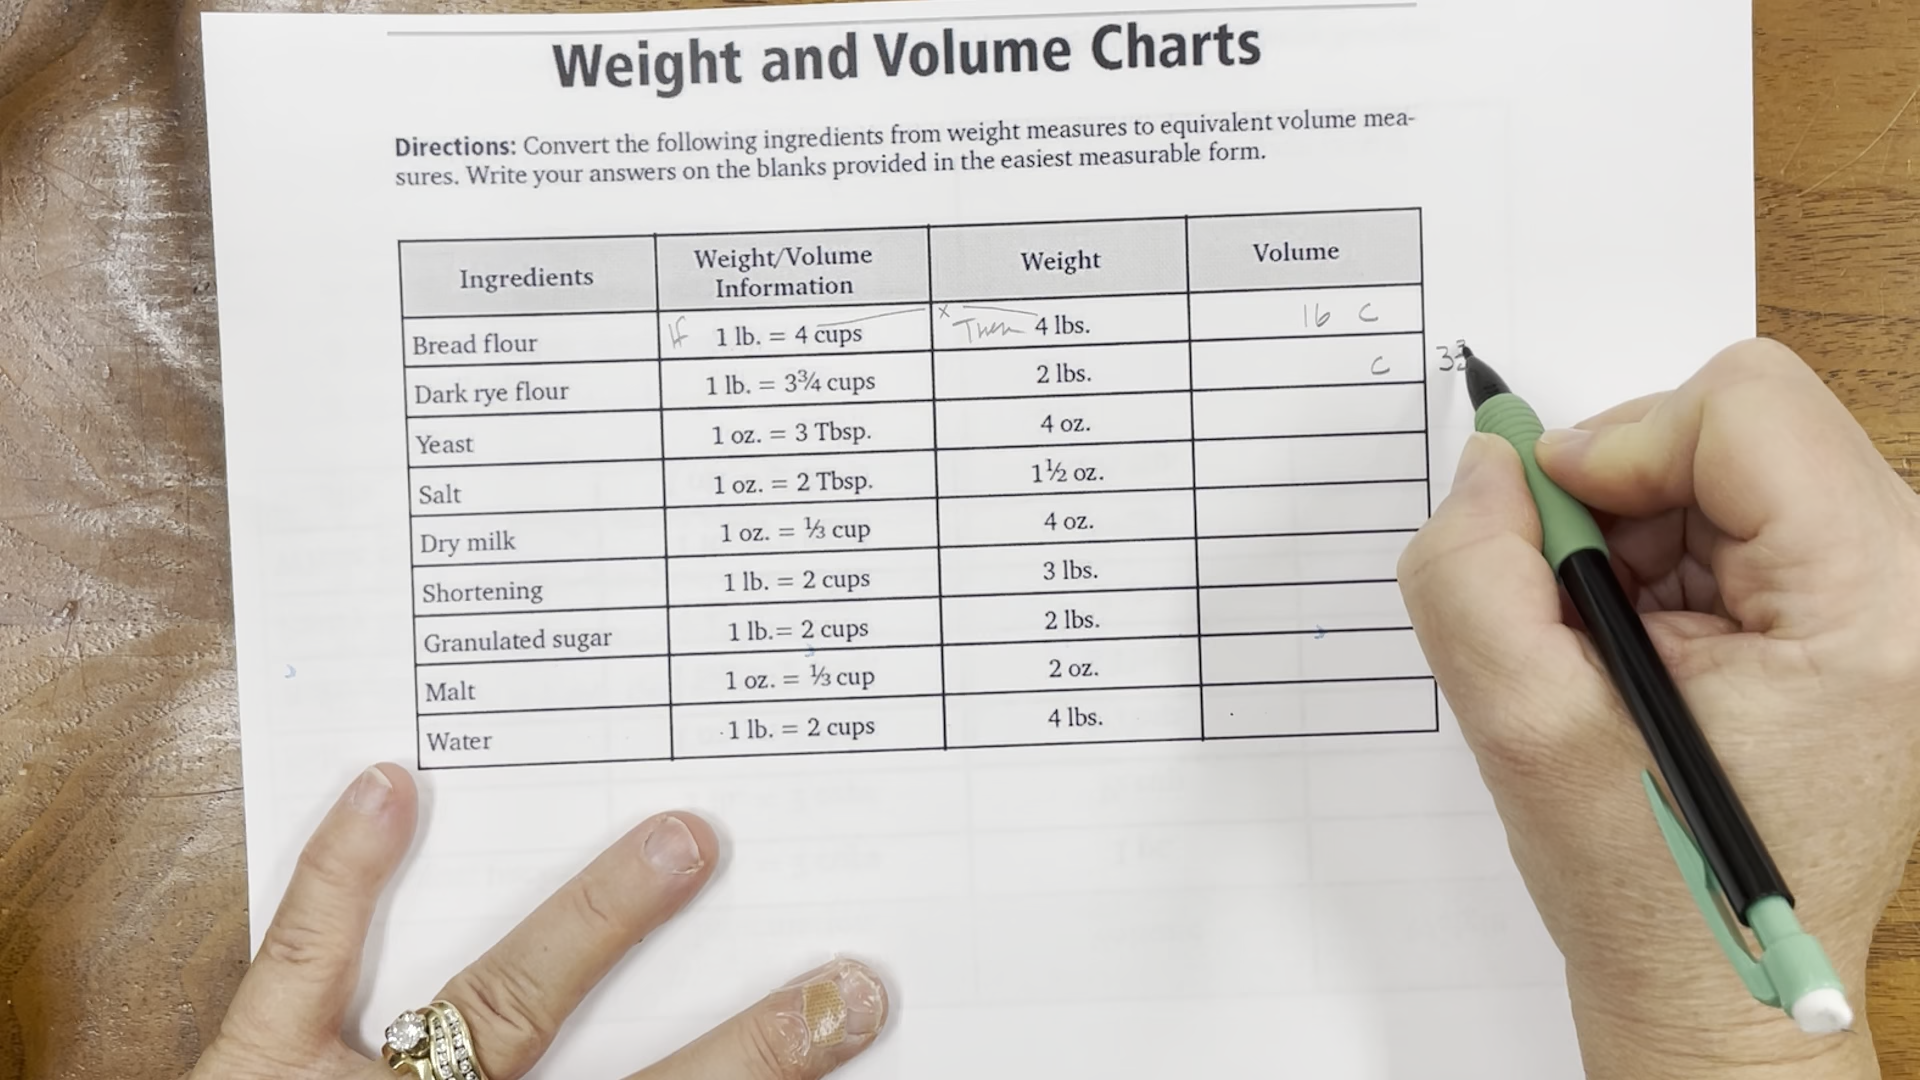 Weight and Volume Charts
Directions: Convert the following ingredients from weight measures to equivalent volume mea-
sures. Write your answers on the blanks provided in the easiest measurable form.
Ingredients Weight/Volume Information Weight Volume
Bread flour If 1 lb. = 4 cups x Then 4 lbs. 16 C
Dark rye flour 1 lb. = 3¾ cups 2 lbs. C
Yeast 1 oz. = 3 Tbsp. 4 oz.
Salt 1 oz. = 2 Tbsp. 1½ oz.
Dry milk 1 oz. = ⅓ cup 4 oz.
Shortening 1 lb. = 2 cups 3 lbs.
Granulated sugar 1 lb.= 2 cups 2 lbs.
Malt 1 oz. = ⅓ cup 2 oz.
Water 1 lb. = 2 cups 4 lbs.